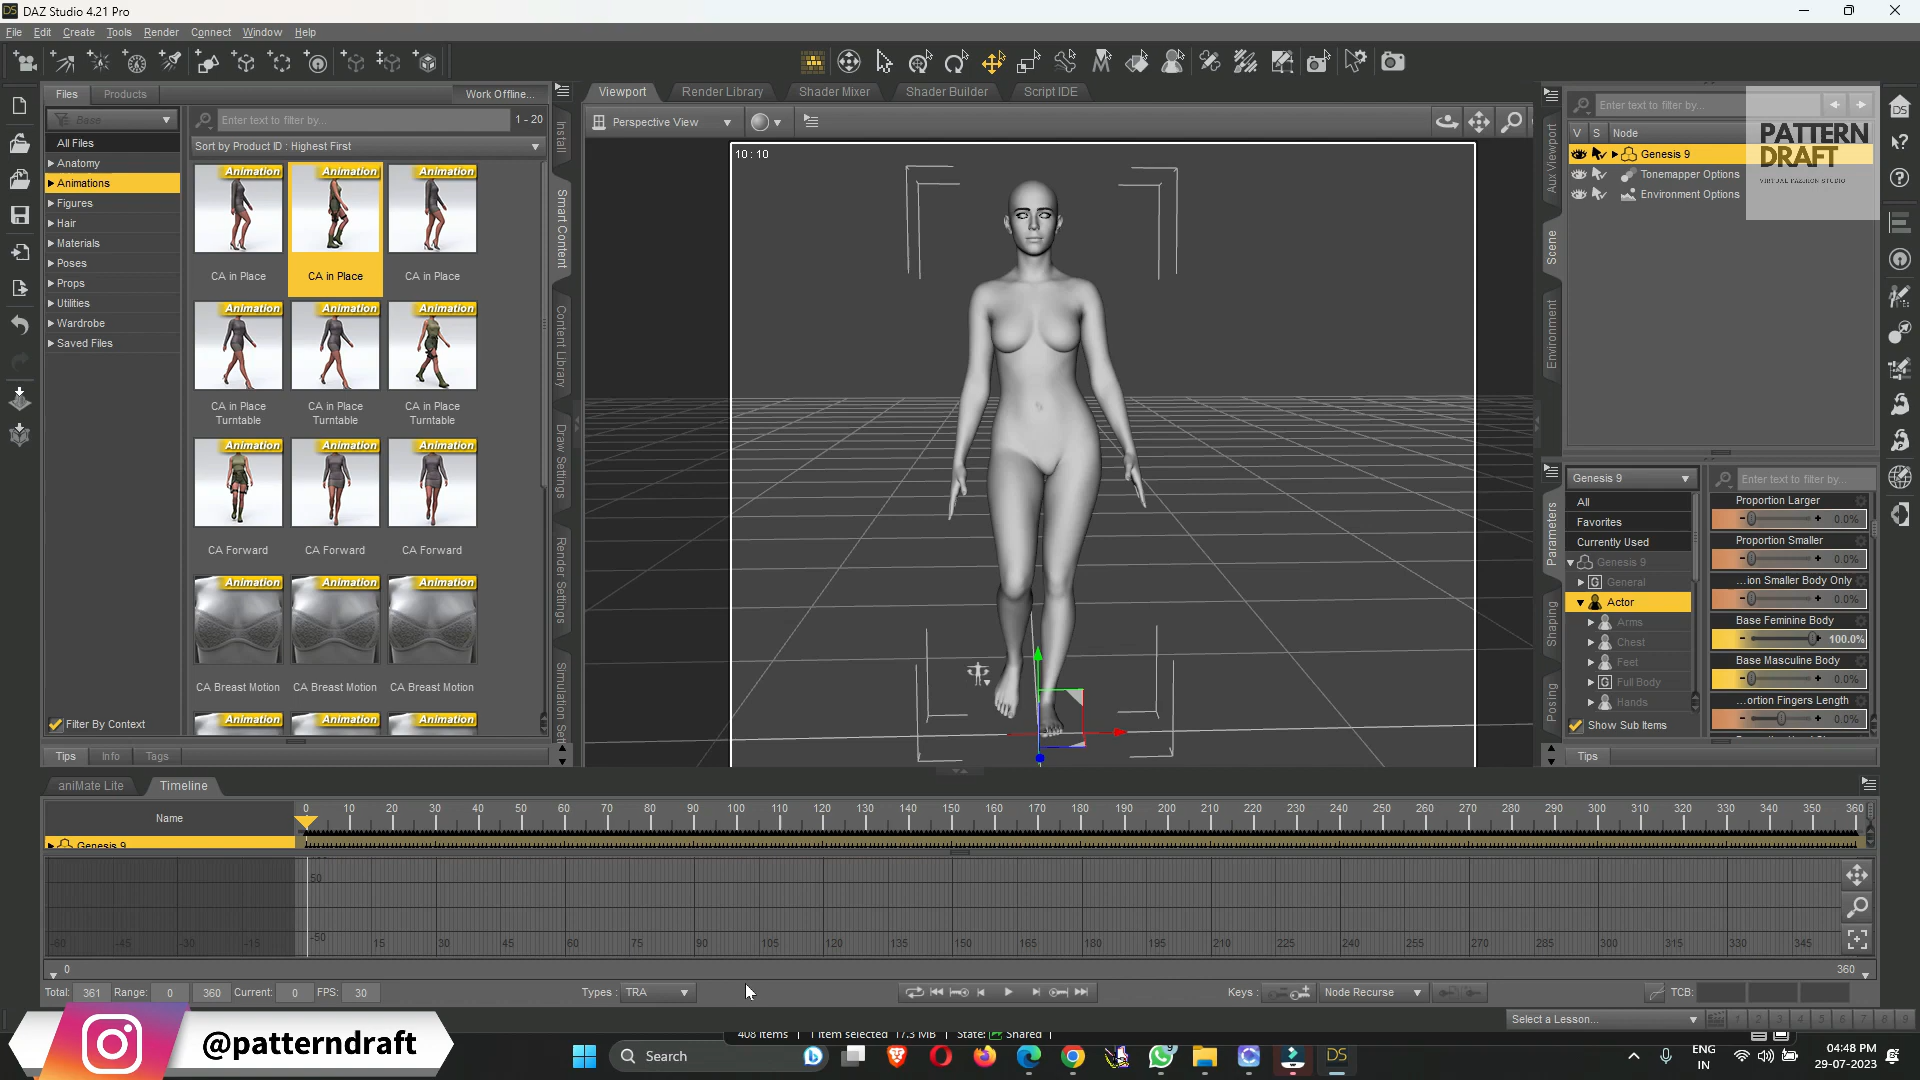 DAZ Studio 4.21 Pro
File Edit Create Tools Render Connect Window Help
Files Products Work Offline...
Base
Enter text to filter by...
1 - 20
Sort by Product ID : Highest First
All Files
Anatomy
Animations
Figures
Hair
Materials
Poses
Props
Utilities
Wardrobe
Saved Files
Filter By Context
Animation Animation Animation
CA in Place CA in Place CA in Place
Animation Animation Animation
CA in Place Turntable CA in Place Turntable CA in Place Turntable
Animation Animation Animation
CA Forward CA Forward CA Forward
Animation Animation Animation
CA Breast Motion CA Breast Motion CA Breast Motion
Animation Animation Animation
Tips Info Tags
Install
Smart Content
Content Library
Draw Settings
Render Settings
Simulation Set
Viewport Render Library Shader Mixer Shader Builder Script IDE
Perspective View
10 : 10
Aux Viewport
Scene
Environment
Enter text to filter by...
V S Node
Genesis 9
Tonemapper Options
Environment Options
PATTERN
DRAFT
VIRTUAL FASHION STUDIO
Parameters
Shaping
Posing
Genesis 9
Enter text to filter by...
All
Favorites
Currently Used
Genesis 9
General
Actor
Arms
Chest
Feet
Full Body
Hands
Show Sub Items
Proportion Larger
0.0%
Proportion Smaller
0.0%
...ion Smaller Body Only
0.0%
Base Feminine Body
100.0%
Base Masculine Body
0.0%
...ortion Fingers Length
0.0%
Tips
aniMate Lite Timeline
Name
0 10 20 30 40 50 60 70 80 90 100 110 120 130 140 150 160 170 180 190 200 210 220 230 240 250 260 270 280 290 300 310 320 330 340 350 360
Genesis 9
50
-50
-60 -45 -30 -15 15 30 45 60 75 90 105 120 135 150 165 180 195 210 225 240 255 270 285 300 315 330 345
0 360
Total: 361 Range: 0 360 Current: 0 FPS: 30 Types : TRA Keys : Node Recurse TCB:
Select a Lesson... 1 2 3 4 5 6 7 8 9
@patterndraft
408 items 1 item selected 17.3 MB State: Shared
Search
DS
ENG
IN
04:48 PM
29-07-2023